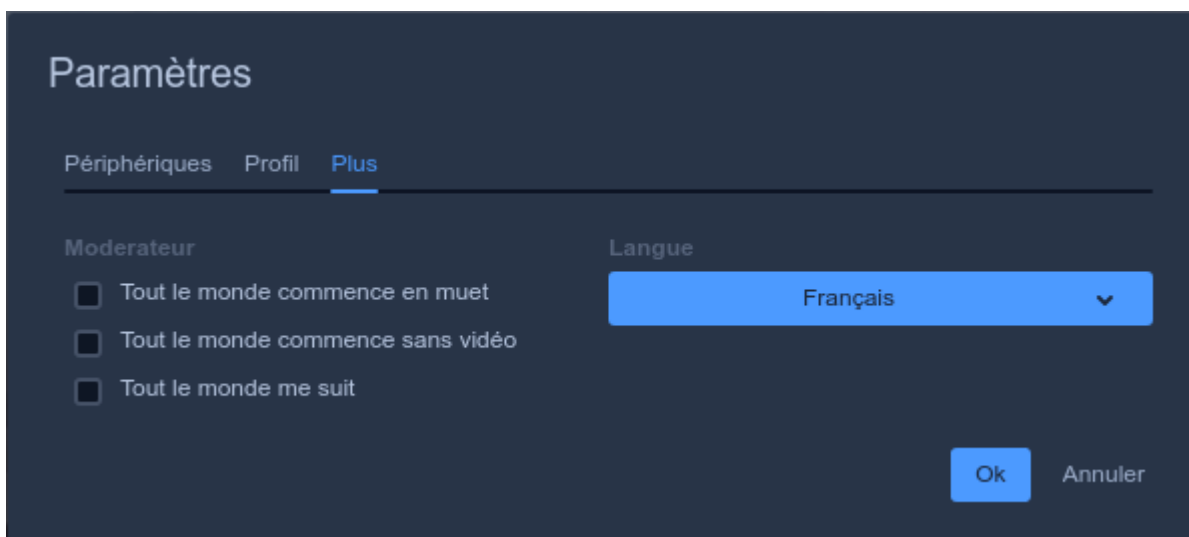 Paramètres
Périphériques Profil Plus
Moderateur
Tout le monde commence en muet
Tout le monde commence sans vidéo
Tout le monde me suit
Langue
Français
Ok Annuler